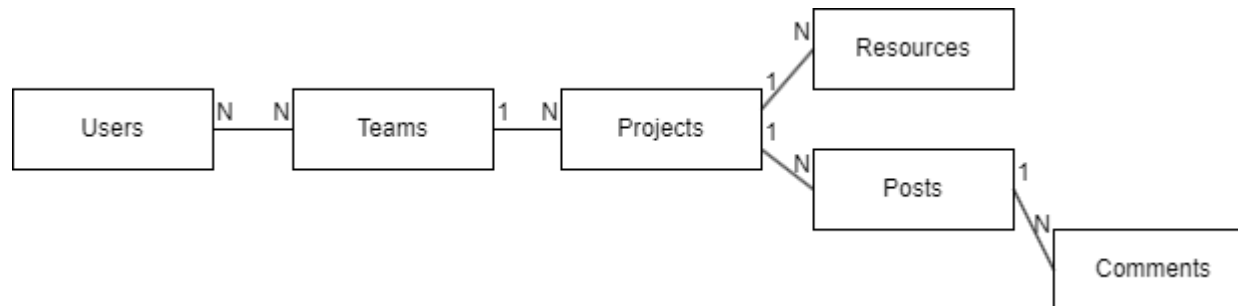 Users
N
N
Teams
1
N
Projects
1
N
Resources
1
N
Posts
1
N
Comments